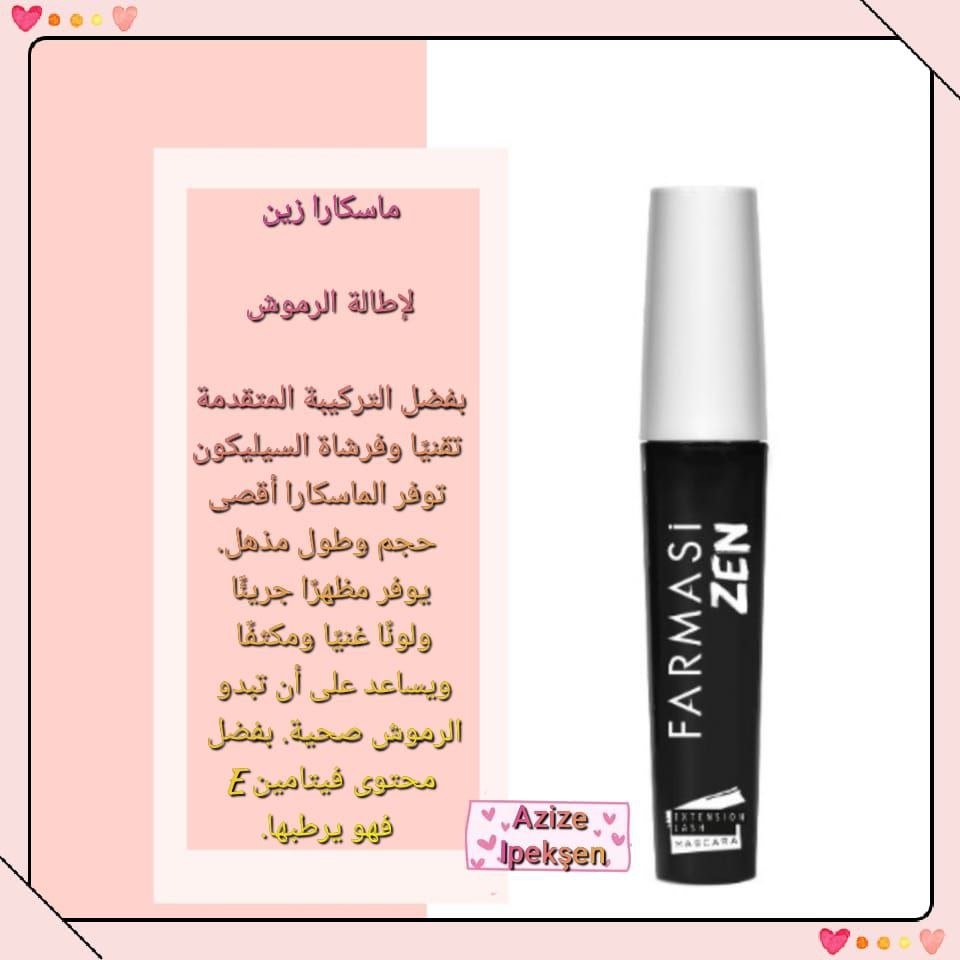 ماسكارا زين
لإطالة الرموش
بفضل التركيبة المتقدمة
تقنيًا وفرشاة السيليكون
توفر الماسكارا أقصى
حجم وطول مذهل.
يوفر مظهرًا جريئًا
ولونًا غنيًا ومكثفًا
ويساعد على أن تبدو
الرموش صحية. بفضل
محتوى فيتامين E
فهو يرطبها.
FARMASİ
ZEN
EXTENSION
LASH
MASCARA
Azize
Ipekşen